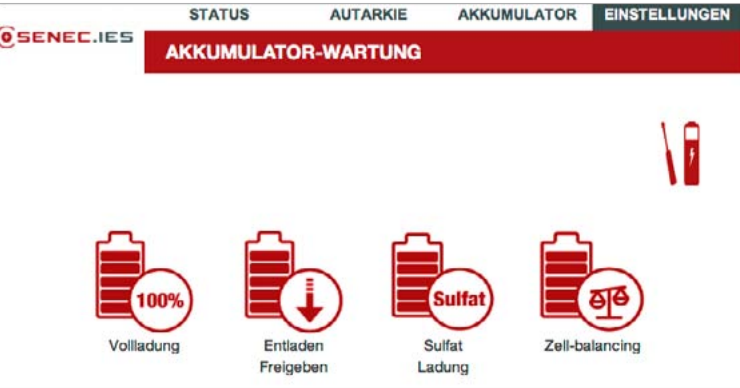 STATUS AUTARKIE AKKUMULATOR EINSTELLUNGEN
SENEC.IES
AKKUMULATOR-WARTUNG
100% Sulfat
Vollladung Entladen Sulfat Zell-balancing
Freigeben Ladung